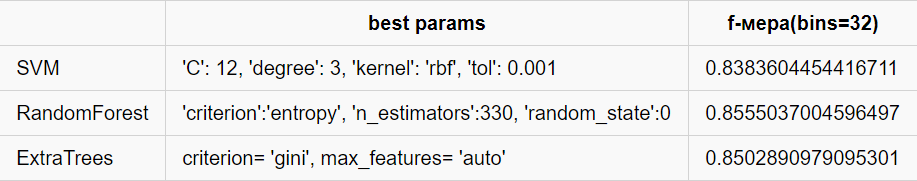 best params f-мера(bins=32)
SVM 'C': 12, 'degree': 3, 'kernel': 'rbf', 'tol': 0.001 0.8383604454416711
RandomForest 'criterion':'entropy', 'n_estimators':330, 'random_state':0 0.8555037004596497
ExtraTrees criterion= 'gini', max_features= 'auto' 0.8502890979095301